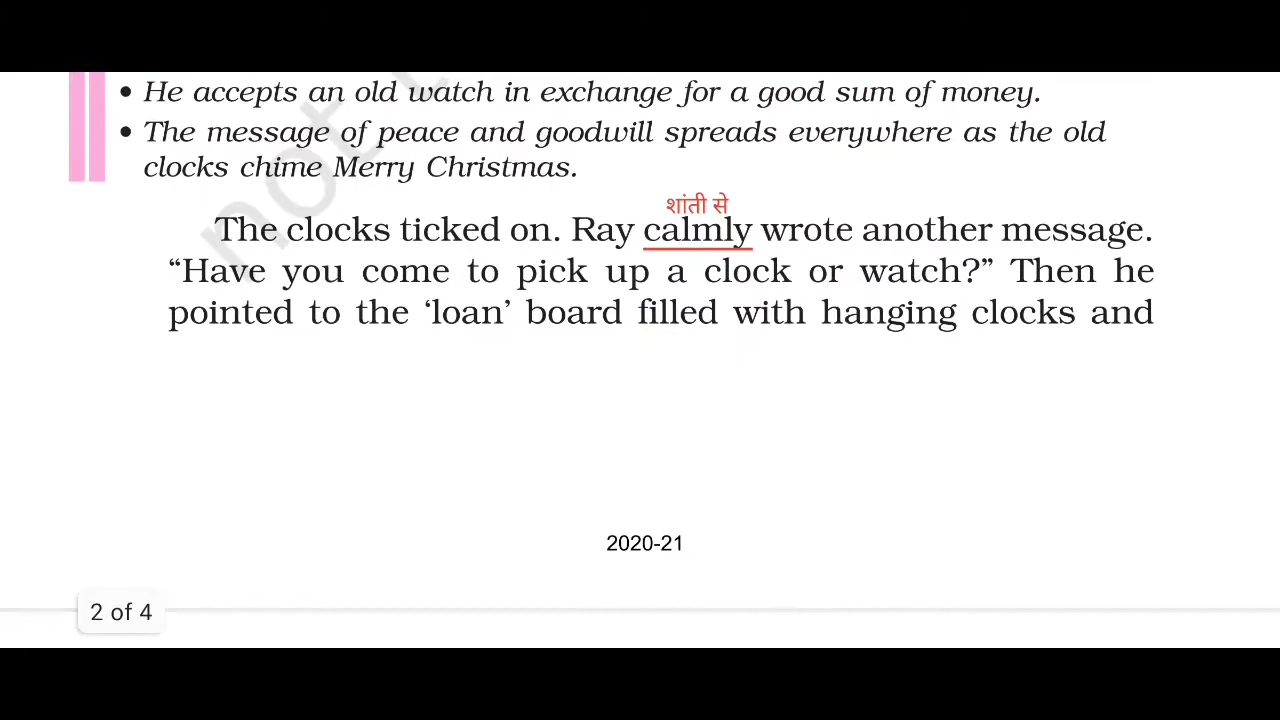 • He accepts an old watch in exchange for a good sum of money.
• The message of peace and goodwill spreads everywhere as the old
clocks chime Merry Christmas.
शांती से
The clocks ticked on. Ray calmly wrote another message.
“Have you come to pick up a clock or watch?” Then he
pointed to the ‘loan’ board filled with hanging clocks and
not
2020-21
2 of 4